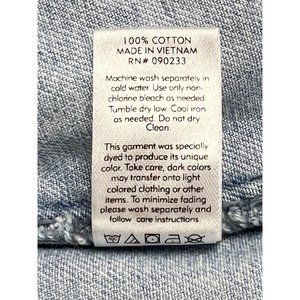 100% COTTON
MADE IN VIETNAM
RN# 090233
Machine wash separately in
cold water. Use only non-
chlorine bleach as needed.
Tumble dry low. Cool iron
as needed. Do not dry
Clean.
This garment was specially
dyed to produce its unique
color. Take care, dark colors
may transfer onto light
colored clothing or other
items. To minimize fading
please wash separately and
follow care instructions.